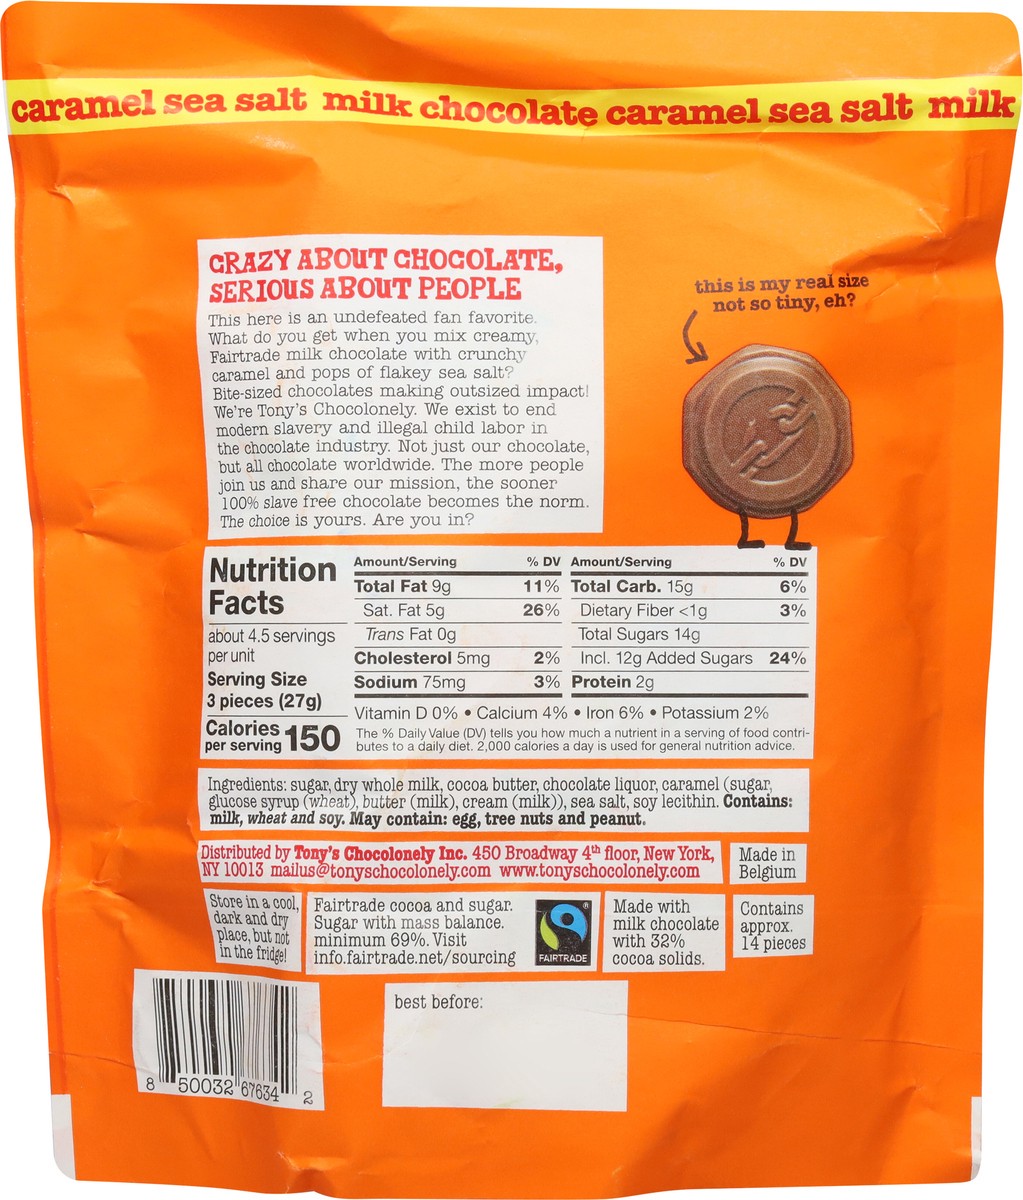 caramel sea salt milk chocolate caramel sea salt milk
CRAZY ABOUT CHOCOLATE,
SERIOUS ABOUT PEOPLE
This here is an undefeated fan favorite.
What do you get when you mix creamy,
Fairtrade milk chocolate with crunchy
caramel and pops of flakey sea salt?
Bite-sized chocolates making outsized impact!
We're Tony's Chocolonely. We exist to end
modern slavery and illegal child labor in
the chocolate industry. Not just our chocolate,
but all chocolate worldwide. The more people
join us and share our mission, the sooner
100% slave free chocolate becomes the norm.
The choice is yours. Are you in?
this is my real size
not so tiny, eh?
Nutrition
Facts
about 4.5 servings
per unit
Serving Size
3 pieces (27g)
Calories
per serving 150
Amount/Serving % DV
Total Fat 9g 11%
Sat. Fat 5g 26%
Trans Fat 0g
Cholesterol 5mg 2%
Sodium 75mg 3%
Amount/Serving % DV
Total Carb. 15g 6%
Dietary Fiber <1g 3%
Total Sugars 14g
Incl. 12g Added Sugars 24%
Protein 2g
Vitamin D 0% • Calcium 4% • Iron 6% • Potassium 2%
The % Daily Value (DV) tells you how much a nutrient in a serving of food contri-
butes to a daily diet. 2,000 calories a day is used for general nutrition advice.
Ingredients: sugar, dry whole milk, cocoa butter, chocolate liquor, caramel (sugar,
glucose syrup (wheat), butter (milk), cream (milk)), sea salt, soy lecithin. Contains:
milk, wheat and soy. May contain: egg, tree nuts and peanut.
Distributed by Tony's Chocolonely Inc. 450 Broadway 4th floor, New York,
NY 10013 mailus@tonyschocolonely.com www.tonyschocolonely.com
Made in
Belgium
Store in a cool,
dark and dry
place, but not
in the fridge!
Fairtrade cocoa and sugar.
Sugar with mass balance.
minimum 69%. Visit
info.fairtrade.net/sourcing
®
FAIRTRADE
Made with
milk chocolate
with 32%
cocoa solids.
Contains
approx.
14 pieces
8 50032 67634 2
best before: